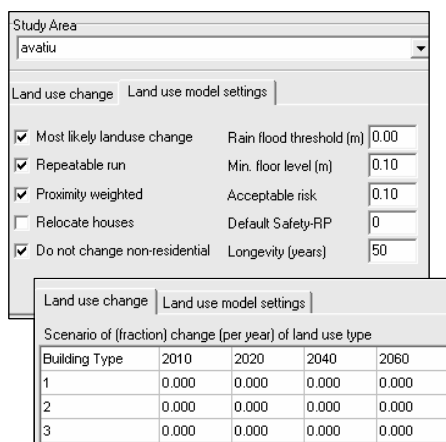 Study Area
avatiu
Land use change Land use model settings
Most likely landuse change Rain flood threshold (m) 0.00
Repeatable run Min. floor level (m) 0.10
Proximity weighted Acceptable risk 0.10
Relocate houses Default Safety-RP 0
Do not change non-residential Longevity (years) 50
Land use change Land use model settings
Scenario of (fraction) change (per year) of land use type
Building Type 2010 2020 2040 2060
1 0.000 0.000 0.000 0.000
2 0.000 0.000 0.000 0.000
3 0.000 0.000 0.000 0.000